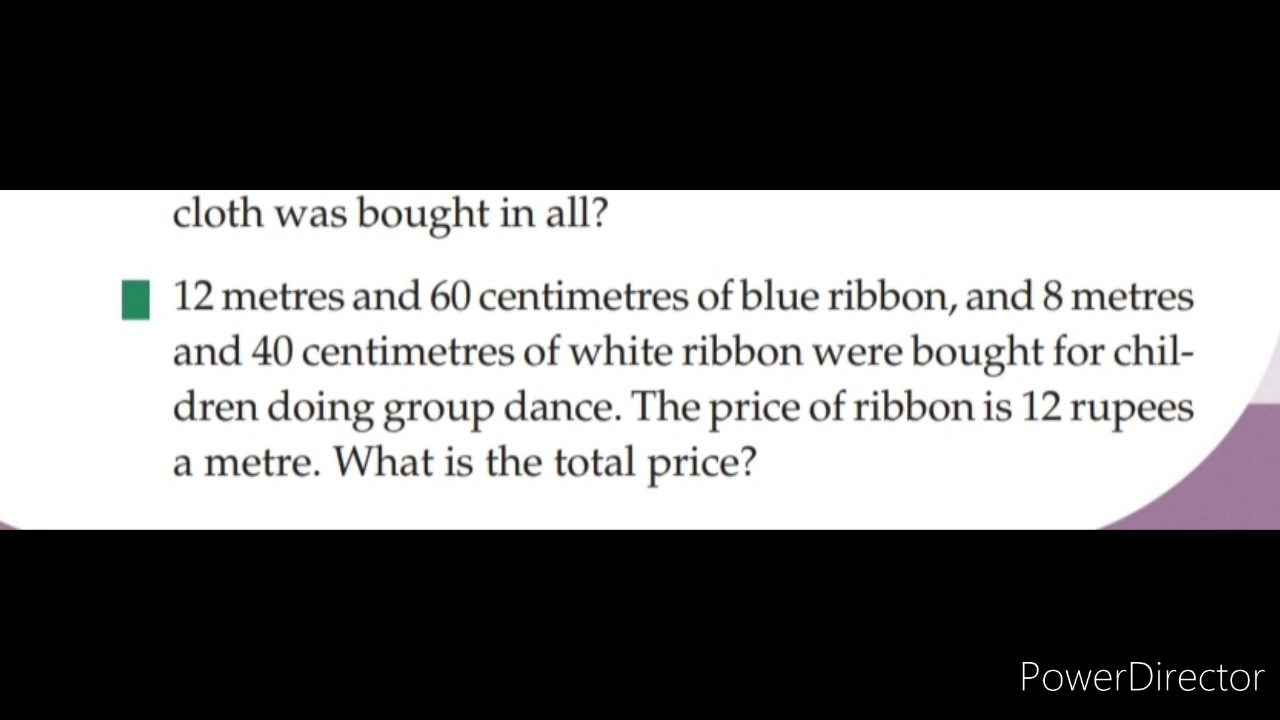 cloth was bought in all?
12 metres and 60 centimetres of blue ribbon, and 8 metres
and 40 centimetres of white ribbon were bought for chil-
dren doing group dance. The price of ribbon is 12 rupees
a metre. What is the total price?
PowerDirector